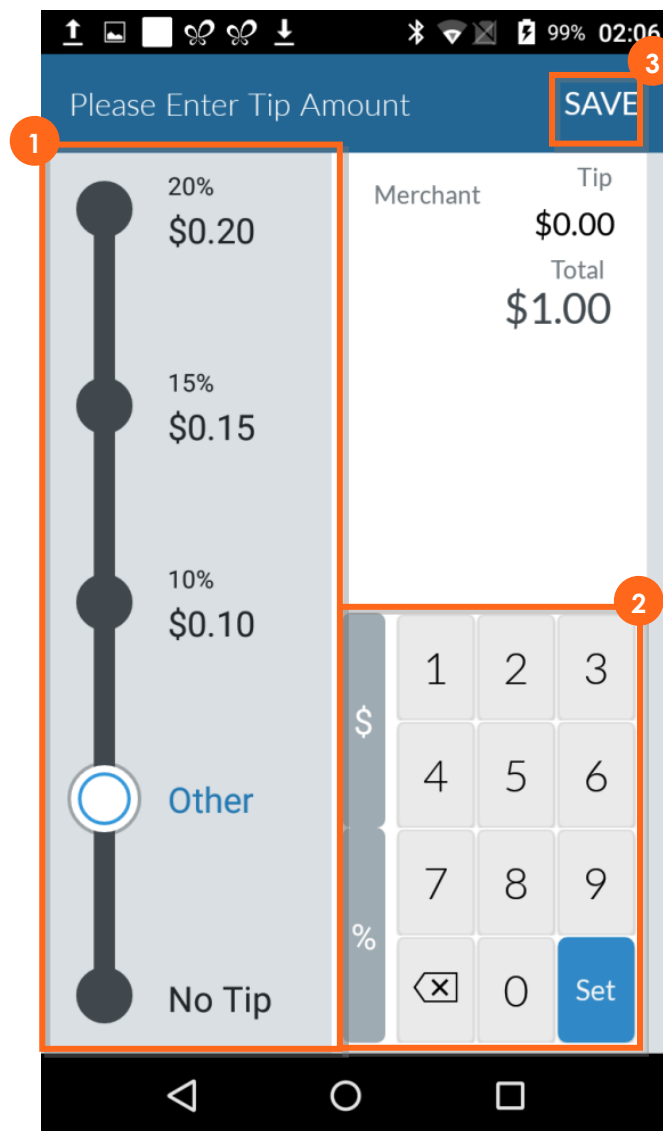 99% 02:06
3
Please Enter Tip Amount
SAVE
1
20%
$0.20
15%
$0.15
10%
$0.10
Other
No Tip
Merchant
Tip
$0.00
Total
$1.00
2
$
%
1 2 3
4 5 6
7 8 9
0 Set